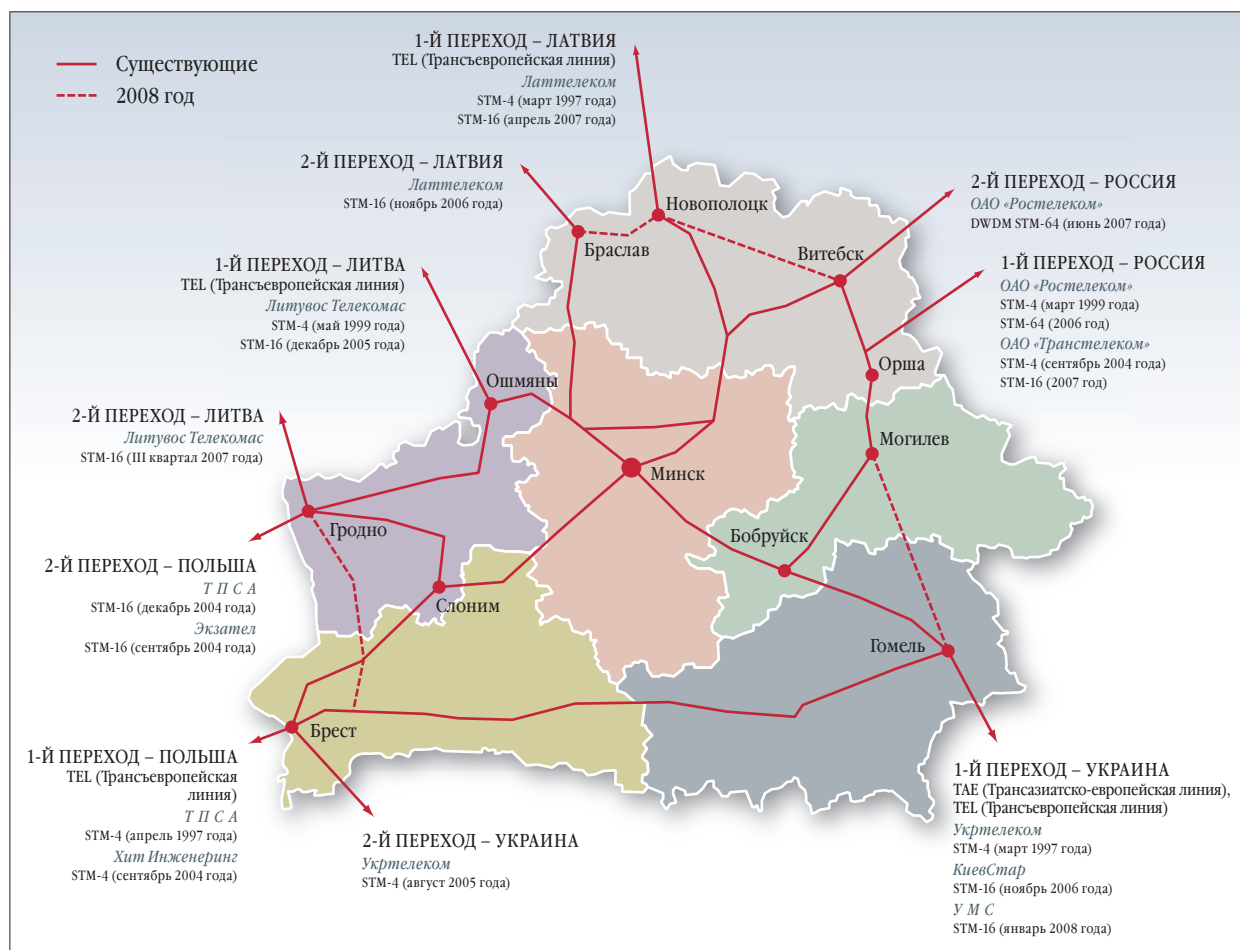 Существующие
2008 год
1-Й ПЕРЕХОД – ЛАТВИЯ
TEL (Трансъевропейская линия)
Латтелеком
STM-4 (март 1997 года)
STM-16 (апрель 2007 года)
2-Й ПЕРЕХОД – ЛАТВИЯ
Латтелеком
STM-16 (ноябрь 2006 года)
2-Й ПЕРЕХОД – РОССИЯ
ОАО «Ростелеком»
DWDM STM-64 (июнь 2007 года)
1-Й ПЕРЕХОД – ЛИТВА
TEL (Трансъевропейская линия)
Литувос Телекомас
STM-4 (май 1999 года)
STM-16 (декабрь 2005 года)
1-Й ПЕРЕХОД – РОССИЯ
ОАО «Ростелеком»
STM-4 (март 1999 года)
STM-64 (2006 год)
ОАО «Транстелеком»
STM-4 (сентябрь 2004 года)
STM-16 (2007 год)
Новополоцк
Браслав
Витебск
Орша
Ошмяны
Могилев
Минск
Бобруйск
Гродно
Слоним
Гомель
Брест
2-Й ПЕРЕХОД – ЛИТВА
Литувос Телекомас
STM-16 (III квартал 2007 года)
2-Й ПЕРЕХОД – ПОЛЬША
Т П С А
STM-16 (декабрь 2004 года)
Экзател
STM-16 (сентябрь 2004 года)
1-Й ПЕРЕХОД – ПОЛЬША
TEL (Трансъевропейская
линия)
Т П С А
STM-4 (апрель 1997 года)
Хит Инженеринг
STM-4 (сентябрь 2004 года)
2-Й ПЕРЕХОД – УКРАИНА
Укртелеком
STM-4 (август 2005 года)
1-Й ПЕРЕХОД – УКРАИНА
TAE (Трансазиатско-европейская линия),
TEL (Трансъевропейская линия)
Укртелеком
STM-4 (март 1997 года)
КиевСтар
STM-16 (ноябрь 2006 года)
У М С
STM-16 (январь 2008 года)